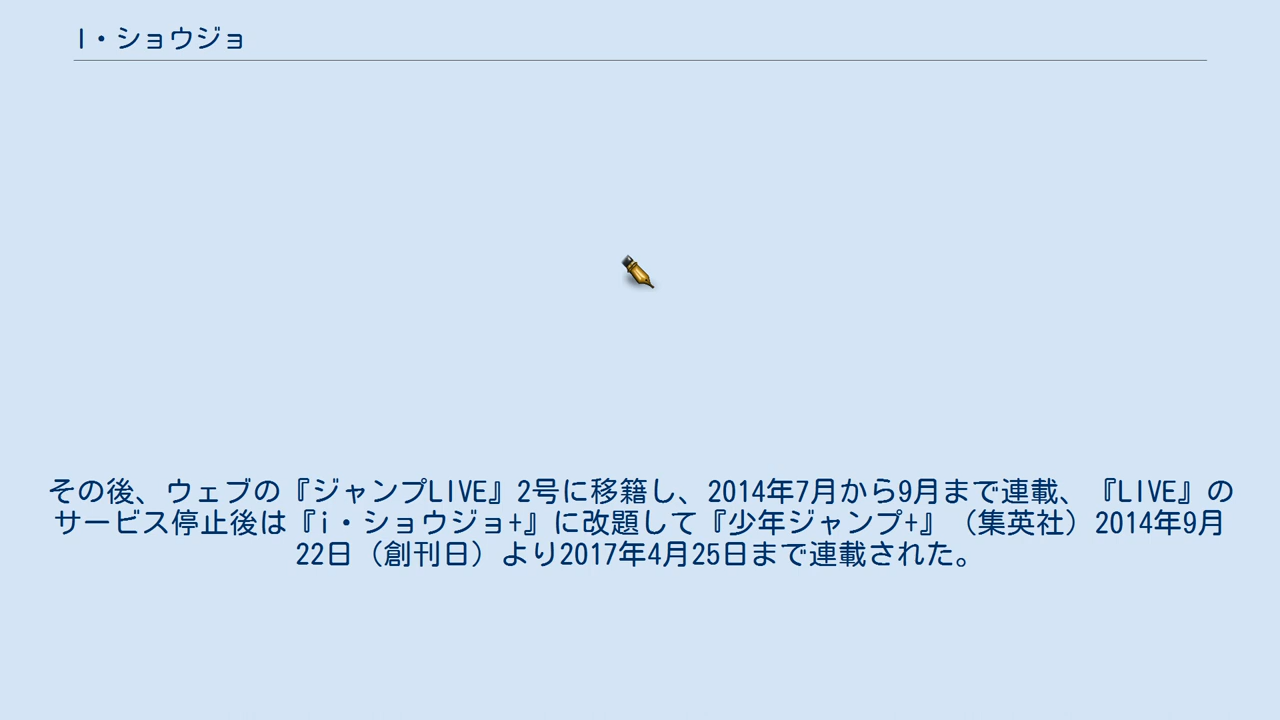 I・ショウジョ
その後、ウェブの『ジャンプLIVE』2号に移籍し、2014年7月から9月まで連載、『LIVE』の
サービス停止後は『i・ショウジョ+』に改題して『少年ジャンプ+』（集英社）2014年9月
22日（創刊日）より2017年4月25日まで連載された。